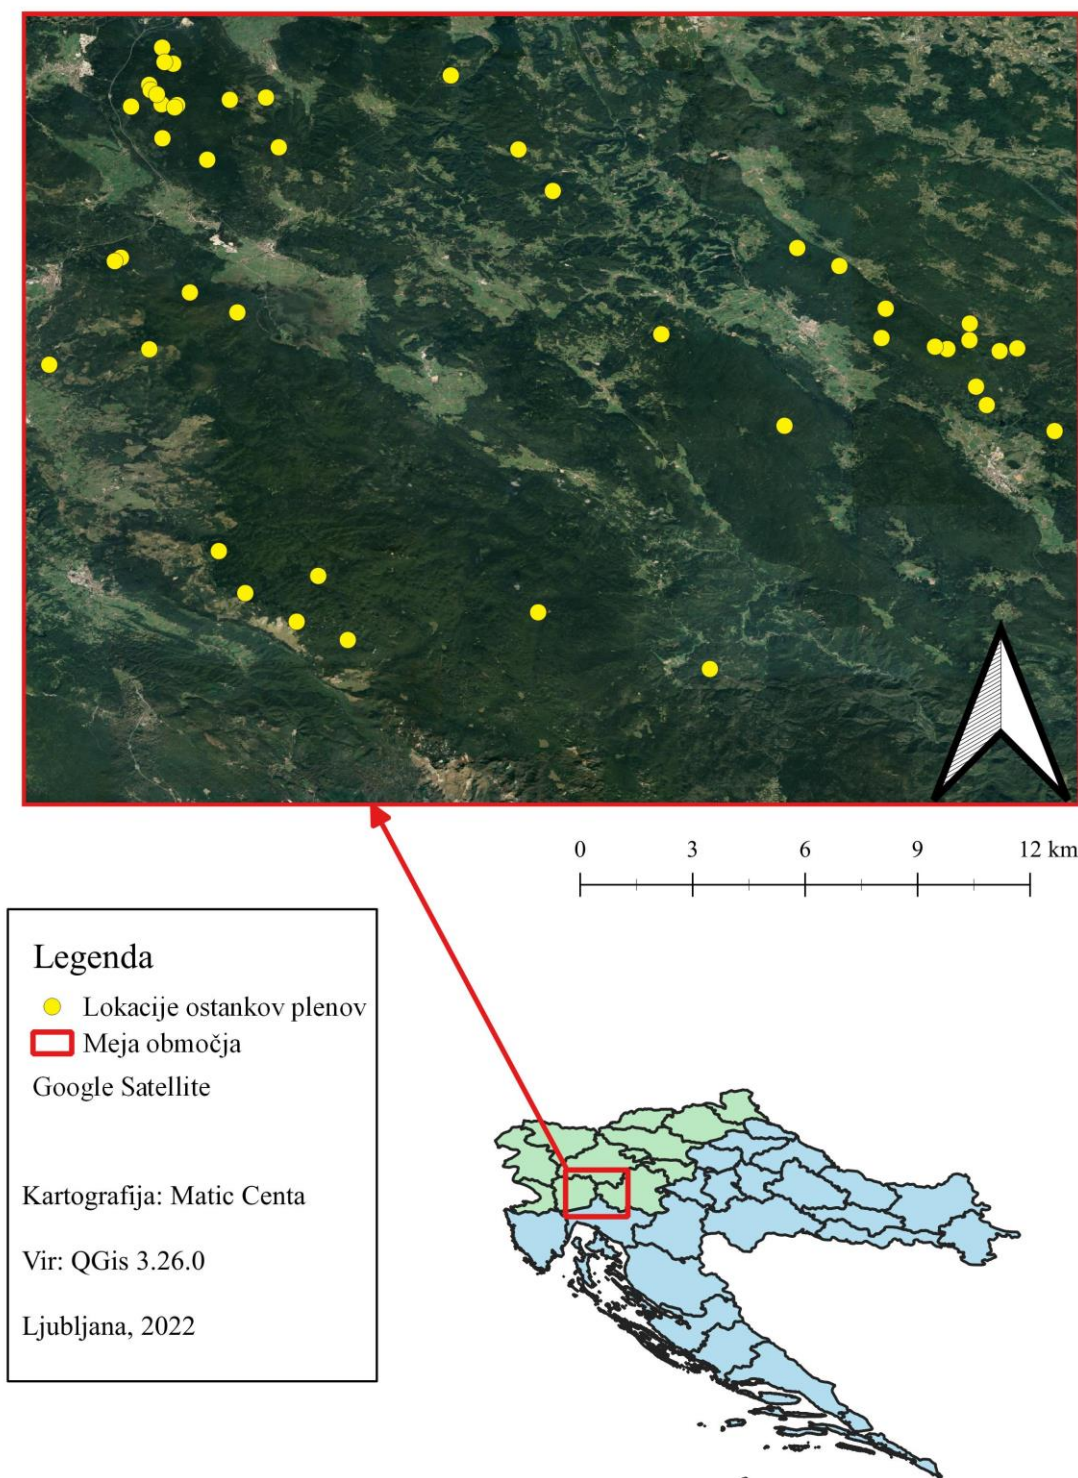 0 3 6 9 12 km
Legenda
Lokacije ostankov plenov
Meja območja
Google Satellite
Kartografija: Matic Centa
Vir: QGis 3.26.0
Ljubljana, 2022